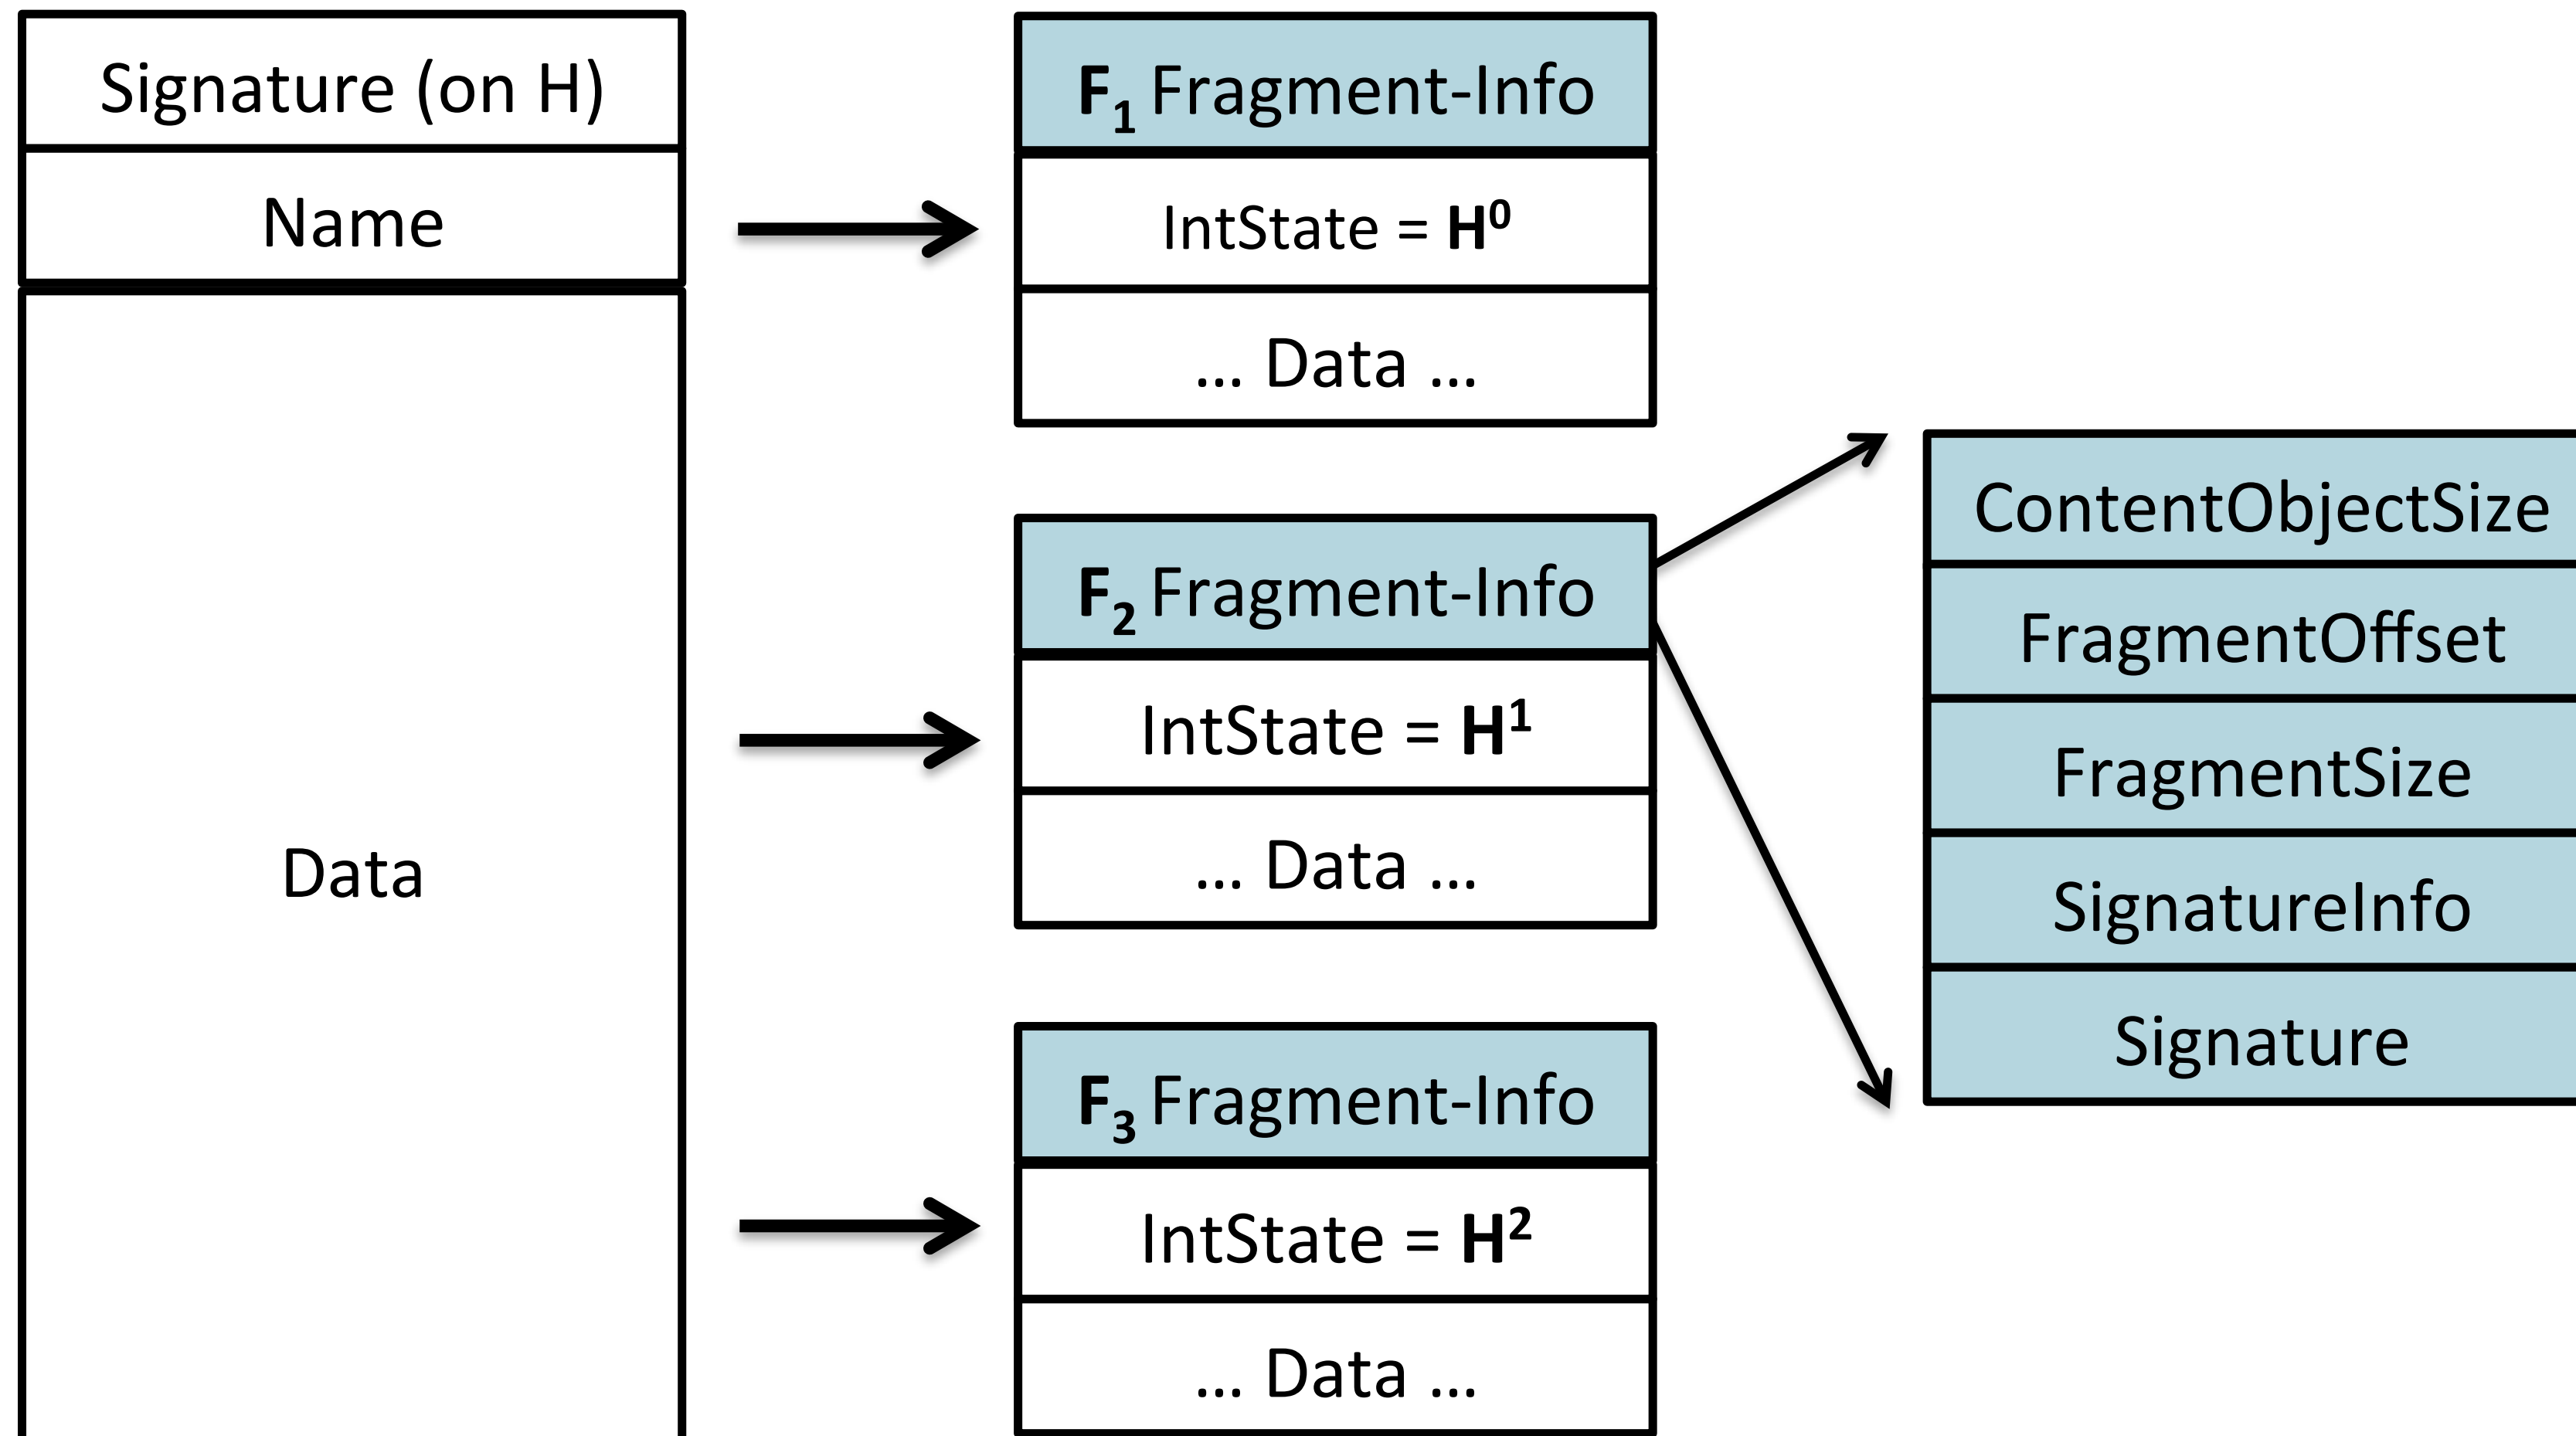 Signature (on H)
Name
Data
F₁ Fragment-Info
IntState = H⁰
... Data ...
F₂ Fragment-Info
IntState = H¹
... Data ...
F₃ Fragment-Info
IntState = H²
... Data ...
ContentObjectSize
FragmentOffset
FragmentSize
SignatureInfo
Signature